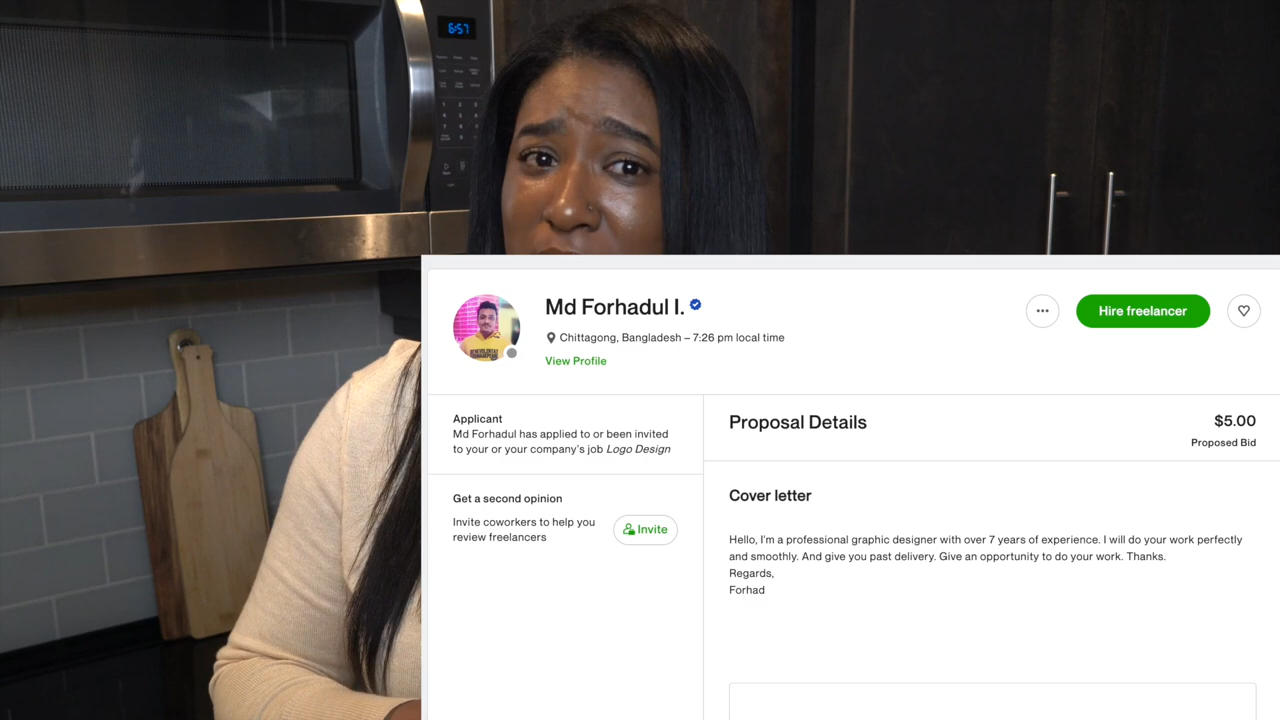 6:57
Md Forhadul I.
Chittagong, Bangladesh – 7:26 pm local time
View Profile
Hire freelancer
Applicant
Md Forhadul has applied to or been invited
to your or your company's job Logo Design
Get a second opinion
Invite coworkers to help you
review freelancers
Invite
Proposal Details
$5.00
Proposed Bid
Cover letter
Hello, I'm a professional graphic designer with over 7 years of experience. I will do your work perfectly
and smoothly. And give you past delivery. Give an opportunity to do your work. Thanks.
Regards,
Forhad